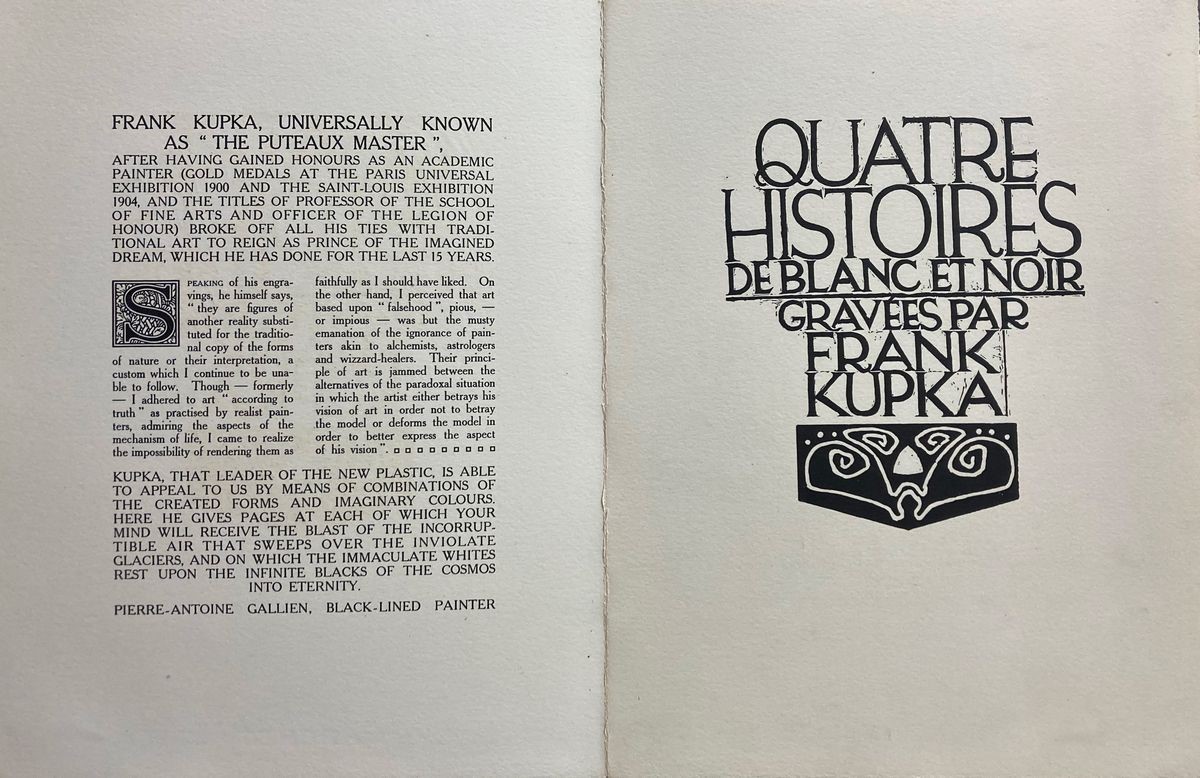 FRANK KUPKA, UNIVERSALLY KNOWN
AS “ THE PUTEAUX MASTER ”,
AFTER HAVING GAINED HONOURS AS AN ACADEMIC
PAINTER (GOLD MEDALS AT THE PARIS UNIVERSAL
EXHIBITION 1900 AND THE SAINT-LOUIS EXHIBITION
1904, AND THE TITLES OF PROFESSOR OF THE SCHOOL
OF FINE ARTS AND OFFICER OF THE LEGION OF
HONOUR) BROKE OFF ALL HIS TIES WITH TRADI-
TIONAL ART TO REIGN AS PRINCE OF THE IMAGINED
DREAM, WHICH HE HAS DONE FOR THE LAST 15 YEARS.
SPEAKING of his engra-
vings, he himself says,
“ they are figures of
another reality substi-
tuted for the traditio-
nal copy of the forms
of nature or their interpretation, a
custom which I continue to be una-
ble to follow. Though — formerly
— I adhered to art “ according to
truth ” as practised by realist pain-
ters, admiring the aspects of the
mechanism of life, I came to realize
the impossibility of rendering them as
faithfully as I should have liked. On
the other hand, I perceived that art
based upon “ falsehood ”, pious, —
or impious — was but the musty
emanation of the ignorance of pain-
ters akin to alchemists, astrologers
and wizzard-healers. Their princi-
ple of art is jammed between the
alternatives of the paradoxal situation
in which the artist either betrays his
vision of art in order not to betray
the model or deforms the model in
order to better express the aspect
of his vision ”.
KUPKA, THAT LEADER OF THE NEW PLASTIC, IS ABLE
TO APPEAL TO US BY MEANS OF COMBINATIONS OF
THE CREATED FORMS AND IMAGINARY COLOURS.
HERE HE GIVES PAGES AT EACH OF WHICH YOUR
MIND WILL RECEIVE THE BLAST OF THE INCORRUP-
TIBLE AIR THAT SWEEPS OVER THE INVIOLATE
GLACIERS, AND ON WHICH THE IMMACULATE WHITES
REST UPON THE INFINITE BLACKS OF THE COSMOS
INTO ETERNITY.
PIERRE-ANTOINE GALLIEN, BLACK-LINED PAINTER
QUATRE
HISTOIRES
DE BLANC ET NOIR
GRAVÉES PAR
FRANK
KUPKA